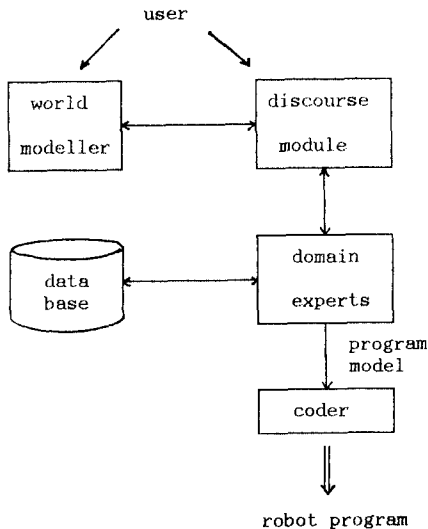 user
world
modeller
discourse
module
data
base
domain
experts
program
model
coder
robot program